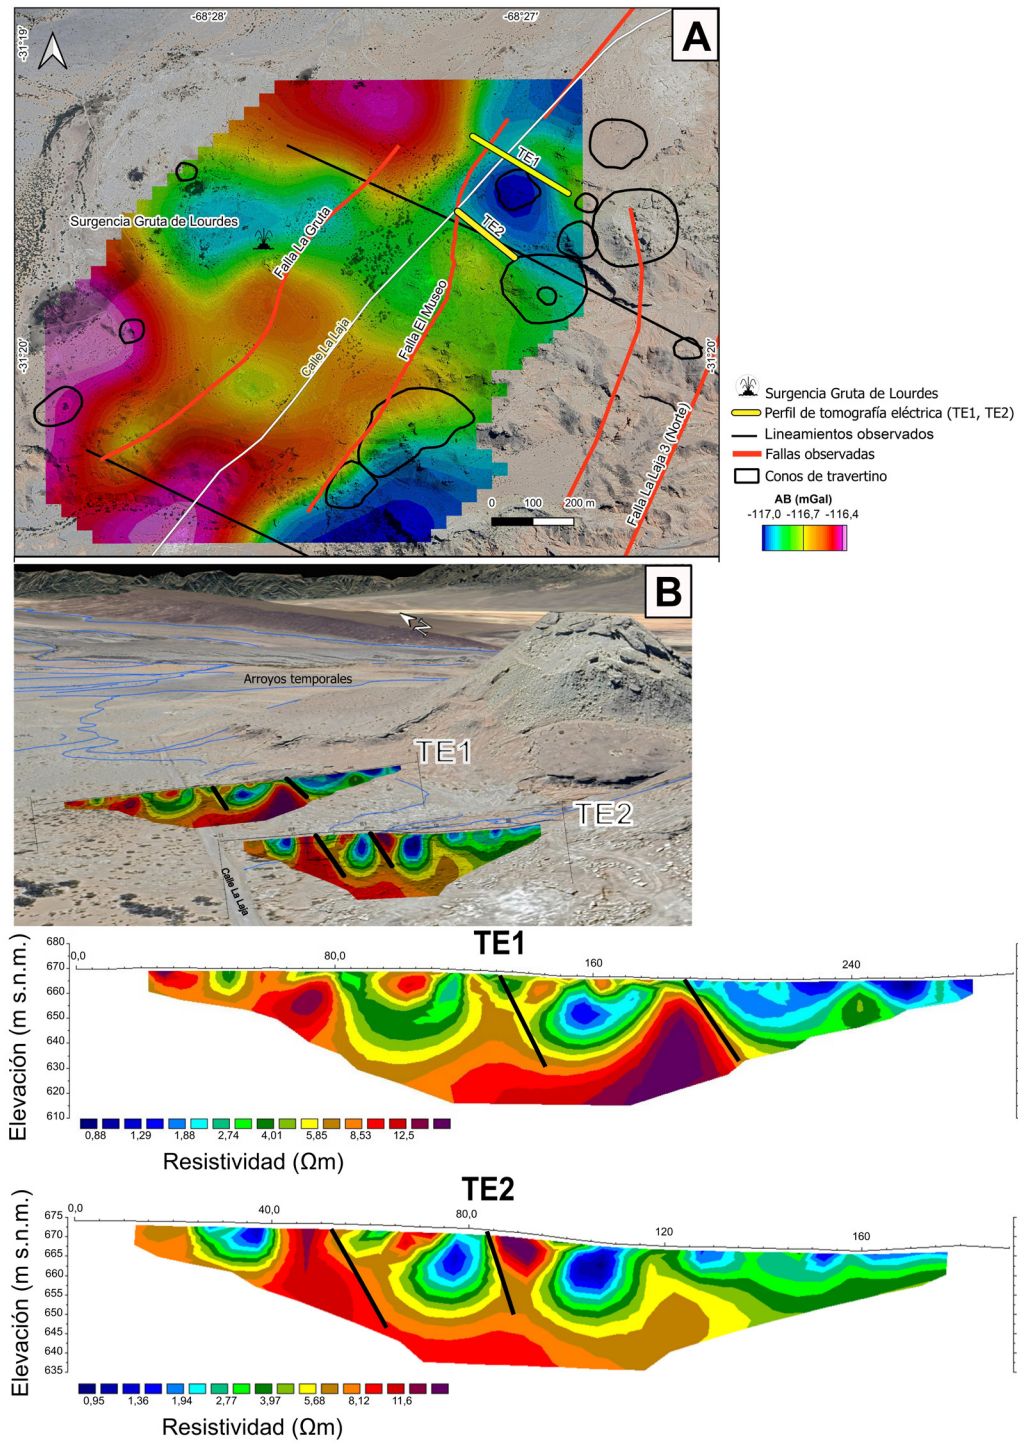 -68°28'
-68°27'
-31°19'
A
TE1
Surgencia Gruta de Lourdes
Falla La Gruta
TE2
Calle La Laja
Falla El Museo
-31°20'
-31°20'
Falla La Laja 3 (Norte)
0 100 200 m
Surgencia Gruta de Lourdes
Perfil de tomografía eléctrica (TE1, TE2)
Lineamientos observados
Fallas observadas
Conos de travertino
AB (mGal)
-117,0 -116,7 -116,4
B
N
Arroyos temporales
TE1
TE2
Calle La Laja
TE1
Elevación (m s.n.m.)
680
670
660
650
640
630
620
610
0,0 80,0 160 240
0,88 1,29 1,88 2,74 4,01 5,85 8,53 12,5
Resistividad (Ωm)
TE2
Elevación (m s.n.m.)
675
670
665
660
655
650
645
640
635
0,0 40,0 80,0 120 160
0,95 1,36 1,94 2,77 3,97 5,68 8,12 11,6
Resistividad (Ωm)